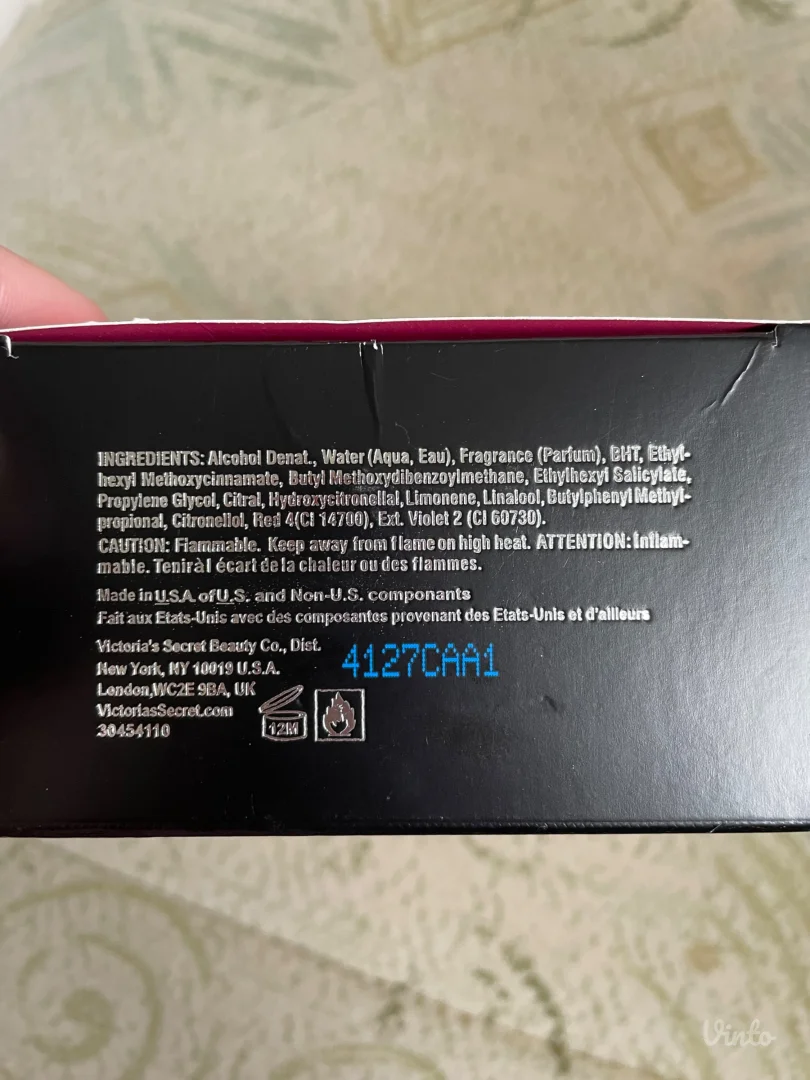 INGREDIENTS: Alcohol Denat., Water (Aqua, Eau), Fragrance (Parfum), BHT, Ethyl-
hexyl Methoxycinnamate, Butyl Methoxydibenzoylmethane, Ethylhexyl Salicylate,
Propylene Glycol, Citral, Hydroxycitronellal, Limonene, Linalool, Butylphenyl Methyl-
propional, Citronellol, Red 4(CI 14700), Ext. Violet 2 (CI 60730).
CAUTION: Flammable. Keep away from flame on high heat. ATTENTION: Inflam-
mable. Tenir à l écart de la chaleur ou des flammes.
Made in U.S.A. of U.S. and Non-U.S. componants
Fait aux Etats-Unis avec des composantes provenant des Etats-Unis et d'ailleurs
Victoria's Secret Beauty Co., Dist.
New York, NY 10019 U.S.A.
London,WC2E 9BA, UK
VictoriasSecret.com
30454110
4127CAA1
12M
Vinto